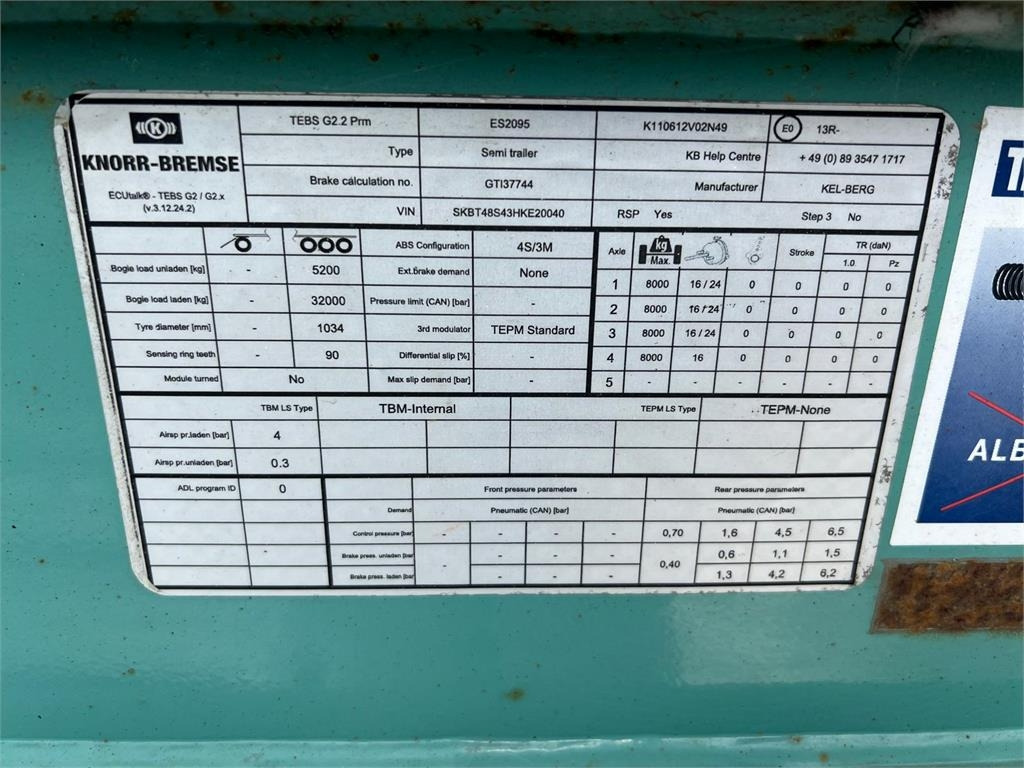 KNORR-BREMSE
ECUtalk® - TEBS G2 / G2.x
(v.3.12.24.2)
TEBS G2.2 Prm ES2095 K110612V02N49 E0 13R-
Type Semi trailer KB Help Centre + 49 (0) 89 3547 1717
Brake calculation no. GTI37744 Manufacturer KEL-BERG
VIN SKBT48S43HKE20040 RSP Yes Step 3 No
ABS Configuration 4S/3M
Bogie load unladen [kg] - 5200 Ext.brake demand None
Bogie load laden [kg] - 32000 Pressure limit (CAN) [bar] -
Tyre diameter [mm] - 1034 3rd modulator TEPM Standard
Sensing ring teeth - 90 Differential slip [%] -
Module turned No Max slip demand [bar] -
Axle kg Max. Stroke TR (daN)
1.0 Pz
1 8000 16 / 24 0 0 0 0
2 8000 16 / 24 0 0 0 0
3 8000 16 / 24 0 0 0 0
4 8000 16 0 0 0 0
5 - - - - - -
TBM LS Type TBM-Internal TEPM LS Type TEPM-None
Airsp pr.laden [bar] 4
Airsp pr.unladen [bar] 0.3
ADL program ID 0
Front pressure parameters Rear pressure parameters
Demand Pneumatic (CAN) [bar] Pneumatic (CAN) [bar]
Control pressure [bar - - - - 0,70 1,6 4,5 6,5
Brake press. unladen [bar - - - - 0,40 0,6 1,1 1,5
Brake press. laden [bar - - - 1,3 4,2 6,2
ALB